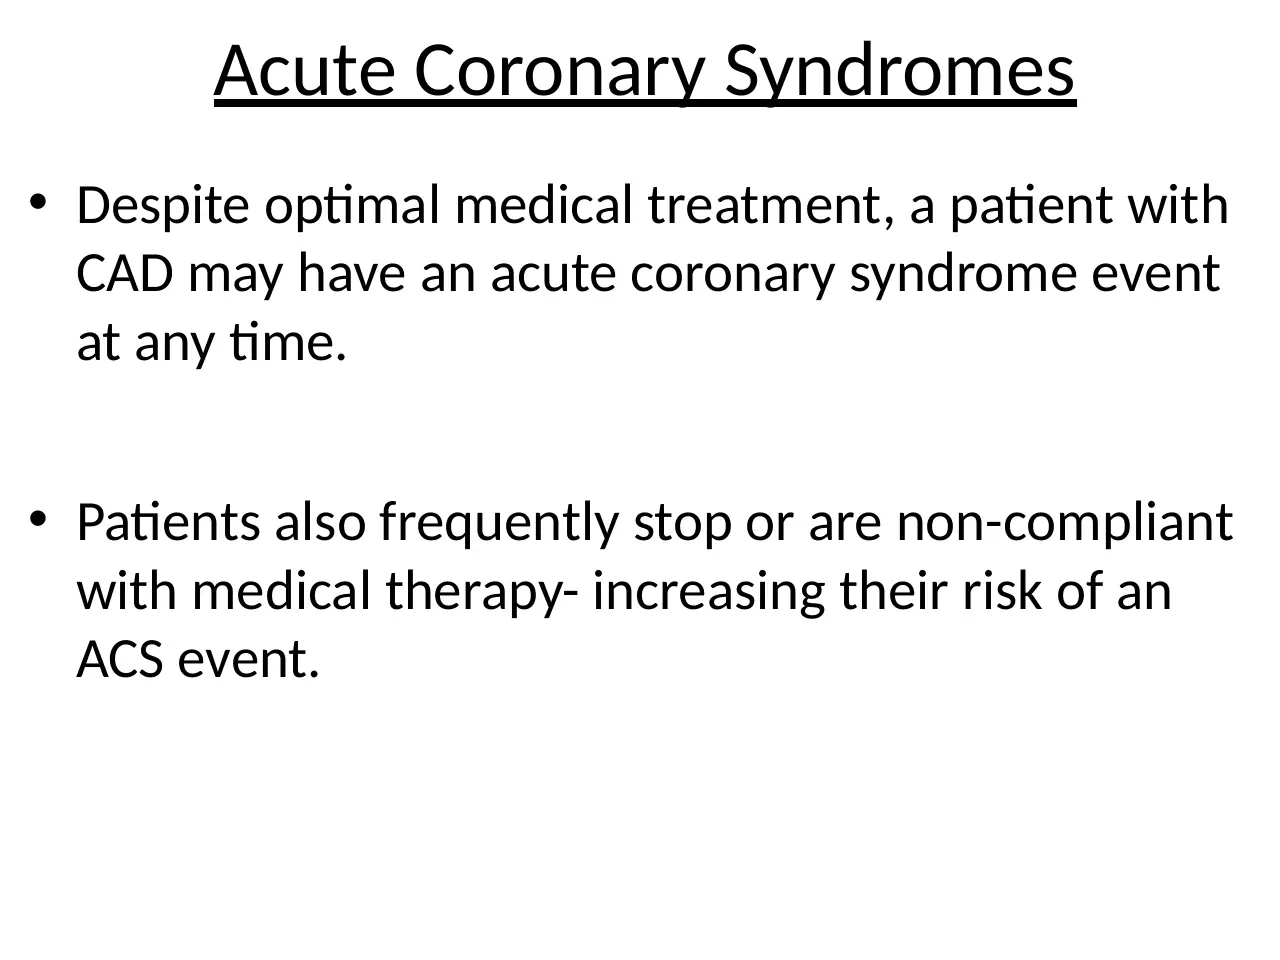 Acute Coronary Syndromes
• Despite optimal medical treatment, a patient with
CAD may have an acute coronary syndrome event
at any time.
• Patients also frequently stop or are non-compliant
with medical therapy- increasing their risk of an
ACS event.